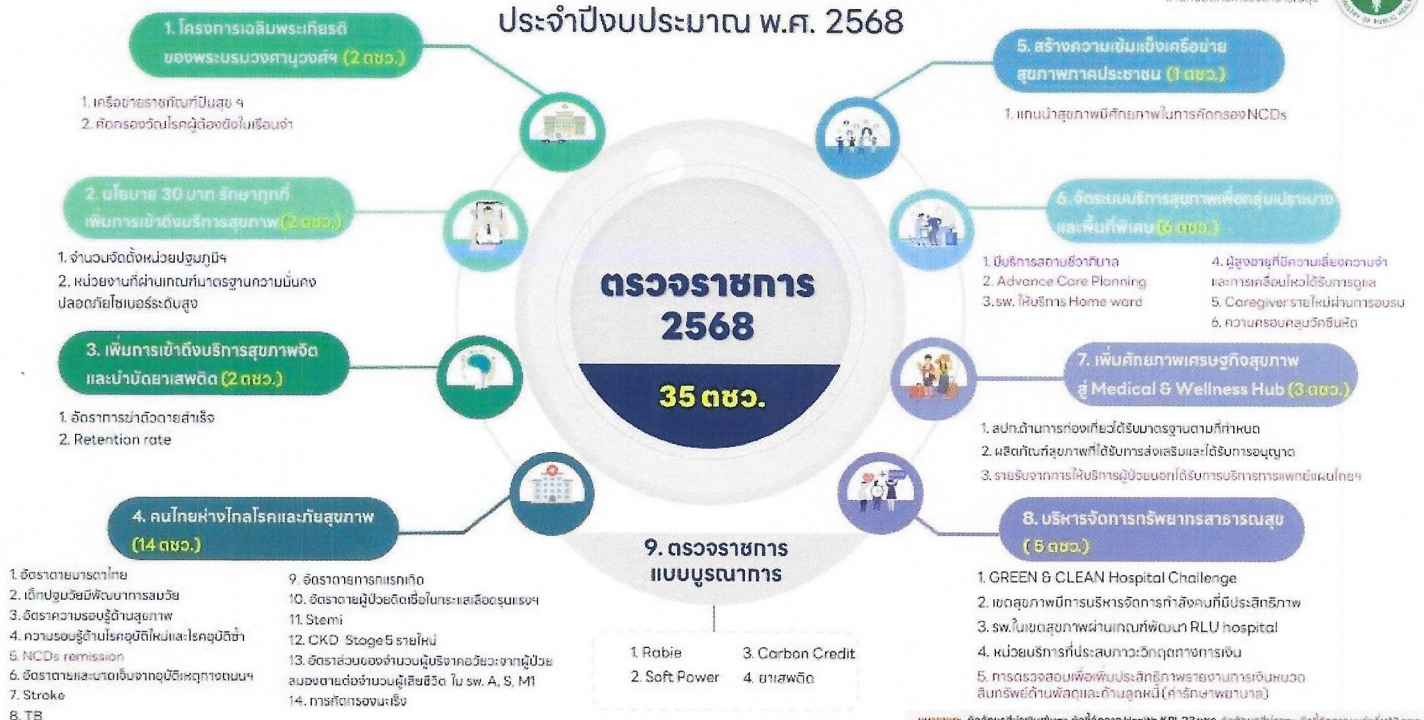 ประจำปีงบประมาณ พ.ศ. 2568
MINISTRY OF PUBLIC HEALTH
1. โครงการเฉลิมพระเกียรติ
ของพระบรมวงศานุวงศ์ฯ (2 ตชว.)
1. เครือข่ายราชทัณฑ์ปันสุข ฯ
2. คัดกรองวัณโรคผู้ต้องขังในเรือนจำ
2. นโยบาย 30 บาท รักษาทุกที่
เพิ่มการเข้าถึงบริการสุขภาพ (2 ตชว.)
1. จำนวนจัดตั้งหน่วยปฐมภูมิฯ
2. หน่วยงานที่ผ่านเกณฑ์มาตรฐานความมั่นคง
ปลอดภัยไซเบอร์ระดับสูง
3. เพิ่มการเข้าถึงบริการสุขภาพจิต
และบำบัดยาเสพติด (2 ตชว.)
1. อัตราการฆ่าตัวตายสำเร็จ
2. Retention rate
4. คนไทยห่างไกลโรคและภัยสุขภาพ
(14 ตชว.)
1. อัตราตายมารดาไทย
2. เด็กปฐมวัยมีพัฒนาการสมวัย
3. อัตราความรอบรู้ด้านสุขภาพ
4. ความรอบรู้ด้านโรคอุบัติใหม่และโรคอุบัติซ้ำ
5. NCDs remission
6. อัตราตายและบาดเจ็บจากอุบัติเหตุทางถนนฯ
7. Stroke
8. TB
9. อัตราตายทารกแรกเกิด
10. อัตราตายผู้ป่วยติดเชื้อในกระแสเลือดรุนแรงฯ
11. Stemi
12. CKD Stage5 รายใหม่
13. อัตราส่วนของจำนวนผู้บริจาคอวัยวะจากผู้ป่วย
สมองตายต่อจำนวนผู้เสียชีวิต ใน รพ. A, S, M1
14. การคัดกรองมะเร็ง
ตรวจราชการ
2568
35 ตชว.
9. ตรวจราชการ
แบบบูรณาการ
1. Rabie
2. Soft Power
3. Carbon Credit
4. ยาเสพติด
5. สร้างความเข้มแข็งเครือข่าย
สุขภาพภาคประชาชน (1 ตชว.)
1. แกนนำสุขภาพมีศักยภาพในการคัดกรองNCDs
6. จัดระบบบริการสุขภาพเพื่อกลุ่มเปราะบาง
และพื้นที่พิเศษ (6 ตชว.)
1. มีบริการสถานชีวาภิบาล
2. Advance Care Planning
3. รพ. ให้บริการ Home ward
4. ผู้สูงอายุที่มีความเสี่ยงความจำ
และการเคลื่อนไหวได้รับการดูแล
5. Caregiver รายใหม่ผ่านการอบรม
6. ความครอบคลุมวัคซีนหัด
7. เพิ่มศักยภาพเศรษฐกิจสุขภาพ
สู่ Medical & Wellness Hub (3 ตชว.)
1. สปก.ด้านการท่องเที่ยวได้รับมาตรฐานตามที่กำหนด
2. ผลิตภัณฑ์สุขภาพที่ได้รับการส่งเสริมและได้รับการอนุญาต
3. รายรับจากการให้บริการผู้ป่วยนอกได้รับการบริการการแพทย์แผนไทยฯ
8. บริหารจัดการทรัพยากรสาธารณสุข
( 5 ตชว.)
1. GREEN & CLEAN Hospital Challenge
2. เขตสุขภาพมีการบริหารจัดการกำลังคนที่มีประสิทธิภาพ
3. รพ.ในเขตสุขภาพผ่านเกณฑ์พัฒนา RLU hospital
4. หน่วยบริการที่ประสบภาวะวิกฤตทางการเงิน
5. การตรวจสอบเพื่อเพิ่มประสิทธิภาพรายงานการเงินหมวด
สินทรัพย์ด้านพัสดุและด้านลูกหนี้ (ค่ารักษาพยาบาล)